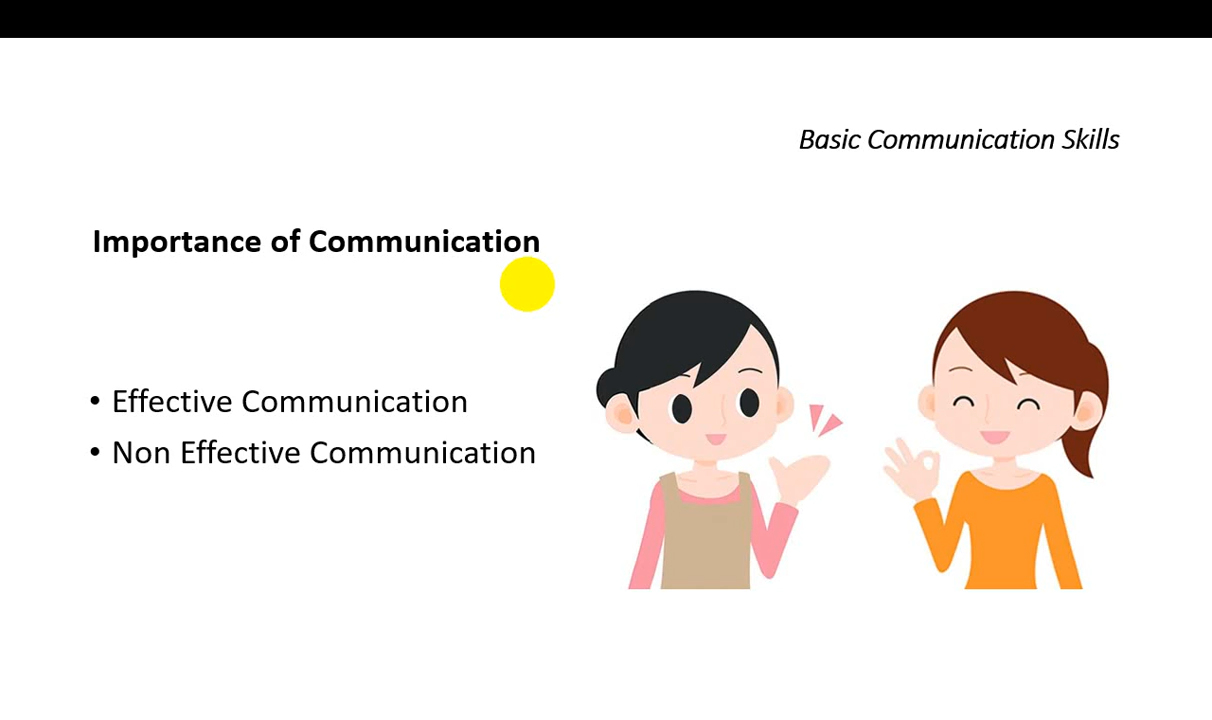 Basic Communication Skills
Importance of Communication
• Effective Communication
• Non Effective Communication